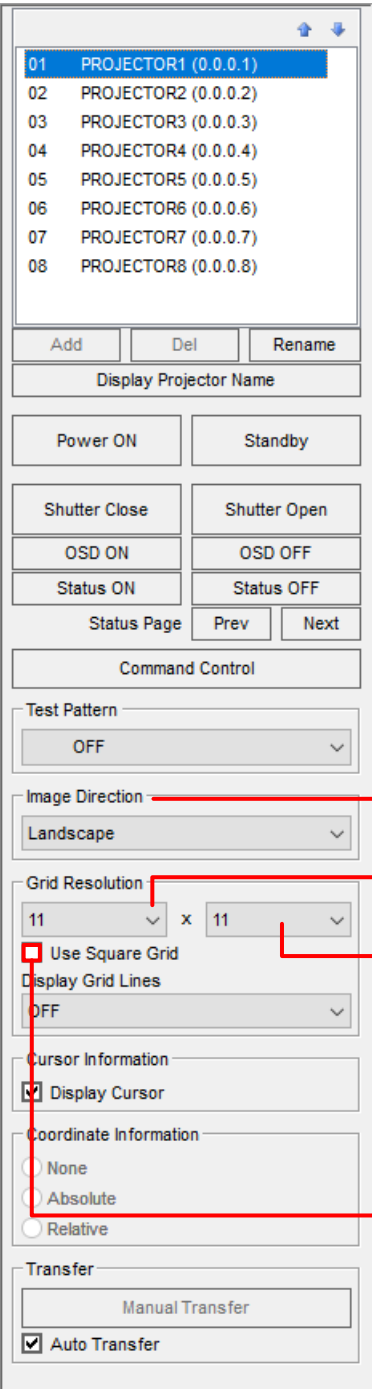 01 PROJECTOR1 (0.0.0.1)
02 PROJECTOR2 (0.0.0.2)
03 PROJECTOR3 (0.0.0.3)
04 PROJECTOR4 (0.0.0.4)
05 PROJECTOR5 (0.0.0.5)
06 PROJECTOR6 (0.0.0.6)
07 PROJECTOR7 (0.0.0.7)
08 PROJECTOR8 (0.0.0.8)
Add Del Rename
Display Projector Name
Power ON Standby
Shutter Close Shutter Open
OSD ON OSD OFF
Status ON Status OFF
Status Page Prev Next
Command Control
Test Pattern
OFF
Image Direction
Landscape
Grid Resolution
11 x 11
Use Square Grid
Display Grid Lines
OFF
Cursor Information
Display Cursor
Coordinate Information
None
Absolute
Relative
Transfer
Manual Transfer
Auto Transfer